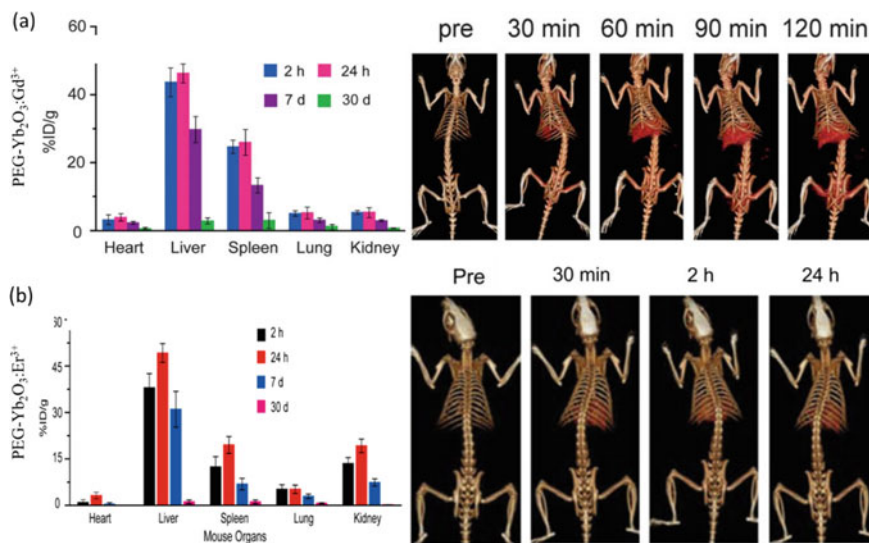 (a)
PEG-Yb₂O₃:Gd³⁺
%ID/g
60
40
20
0
2 h 24 h
7 d 30 d
Heart Liver Spleen Lung Kidney
pre 30 min 60 min 90 min 120 min
(b)
PEG-Yb₂O₃:Er³⁺
%ID/g
60
45
30
15
0
2 h
24 h
7 d
30 d
Heart Liver Spleen Lung Kidney
Mouse Organs
Pre 30 min 2 h 24 h